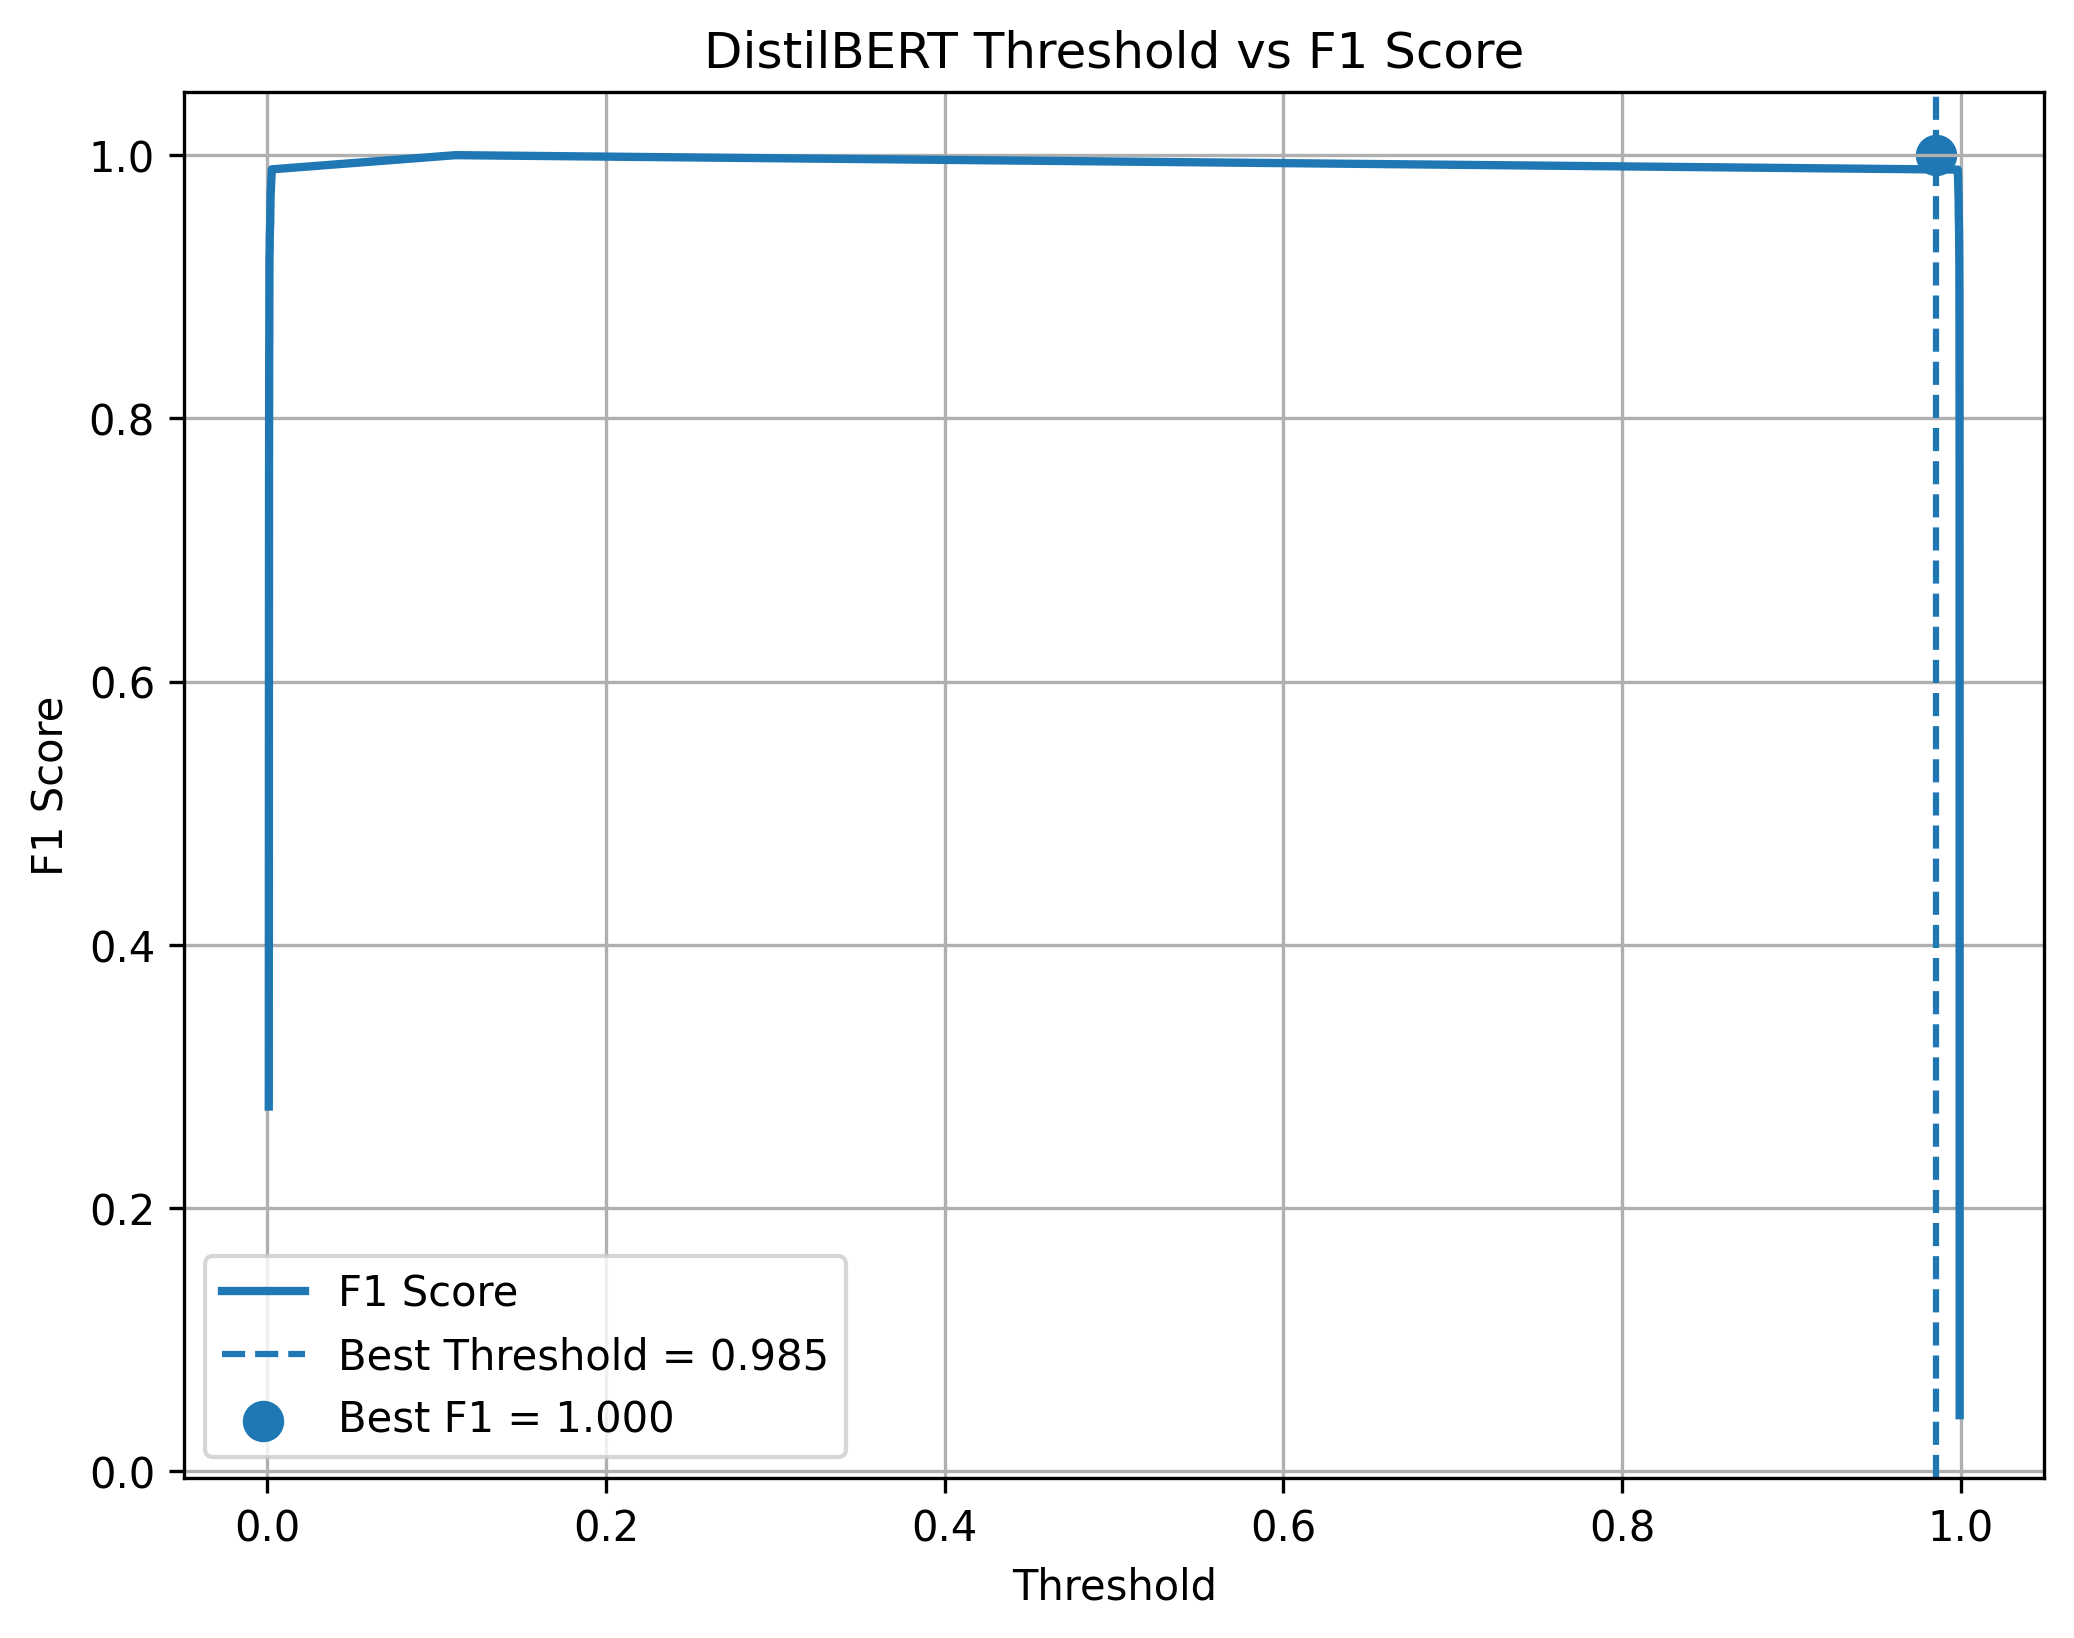 DistilBERT Threshold vs F1 Score
1.0
0.8
0.6
0.4
0.2
0.0
F1 Score
F1 Score
Best Threshold = 0.985
Best F1 = 1.000
0.0 0.2 0.4 0.6 0.8 1.0
Threshold